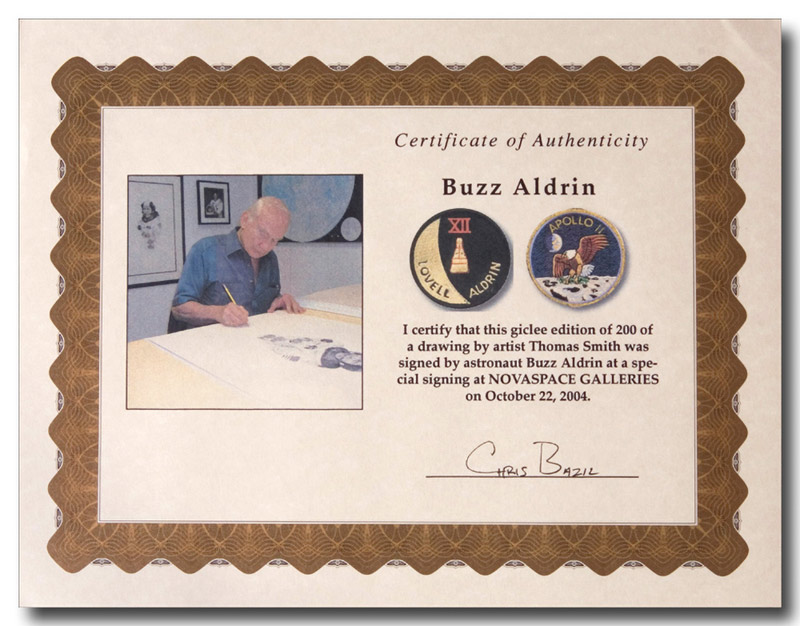 Certificate of Authenticity
Buzz Aldrin
XII
LOVELL ALDRIN
APOLLO 11
I certify that this giclee edition of 200 of
a drawing by artist Thomas Smith was
signed by astronaut Buzz Aldrin at a spe-
cial signing at NOVASPACE GALLERIES
on October 22, 2004.
CHRIS BAZIL